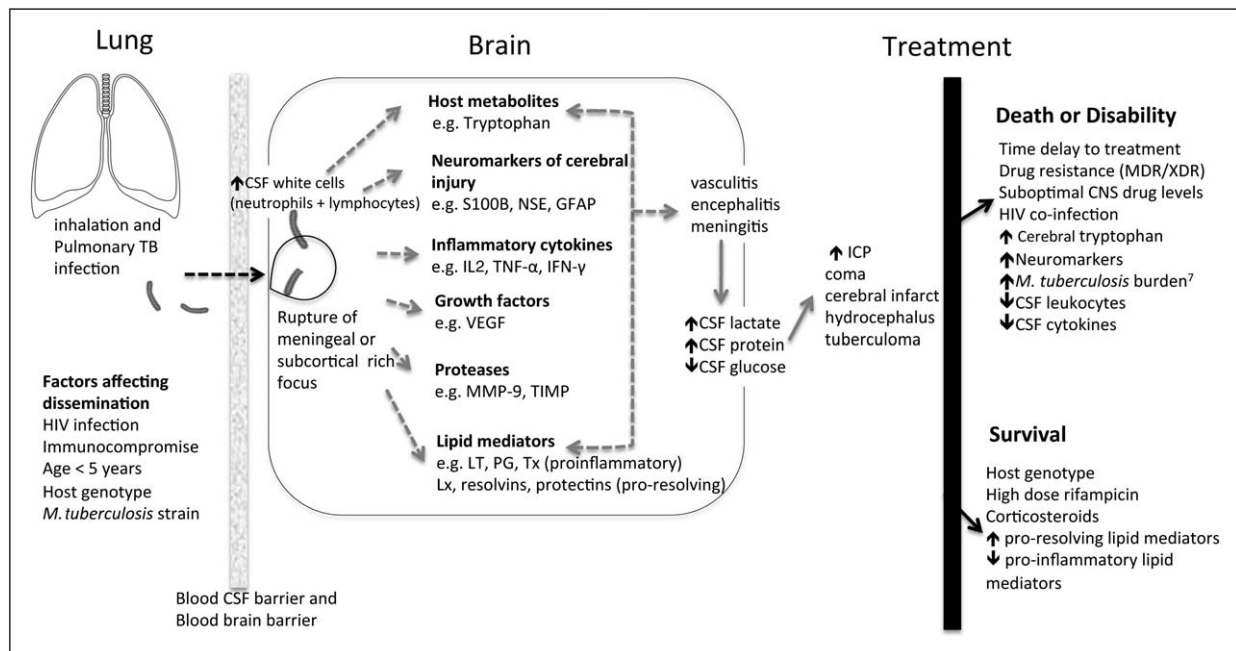 Lung
Brain
Treatment
inhalation and
Pulmonary TB
infection
Factors affecting
dissemination
HIV infection
Immunocompromise
Age < 5 years
Host genotype
M. tuberculosis strain
Blood CSF barrier and
Blood brain barrier
↑CSF white cells
(neutrophils + lymphocytes)
Rupture of
meningeal or
subcortical rich
focus
Host metabolites
e.g. Tryptophan
Neuromarkers of cerebral
injury
e.g. S100B, NSE, GFAP
Inflammatory cytokines
e.g. IL2, TNF-α, IFN-γ
Growth factors
e.g. VEGF
Proteases
e.g. MMP-9, TIMP
Lipid mediators
e.g. LT, PG, Tx (proinflammatory)
Lx, resolvins, protectins (pro-resolving)
vasculitis
encephalitis
meningitis
↑CSF lactate
↑CSF protein
↓CSF glucose
↑ ICP
coma
cerebral infarct
hydrocephalus
tuberculoma
Death or Disability
Time delay to treatment
Drug resistance (MDR/XDR)
Suboptimal CNS drug levels
HIV co-infection
↑ Cerebral tryptophan
↑Neuromarkers
↑M. tuberculosis burden⁷
↓CSF leukocytes
↓CSF cytokines
Survival
Host genotype
High dose rifampicin
Corticosteroids
↑ pro-resolving lipid mediators
↓ pro-inflammatory lipid
mediators